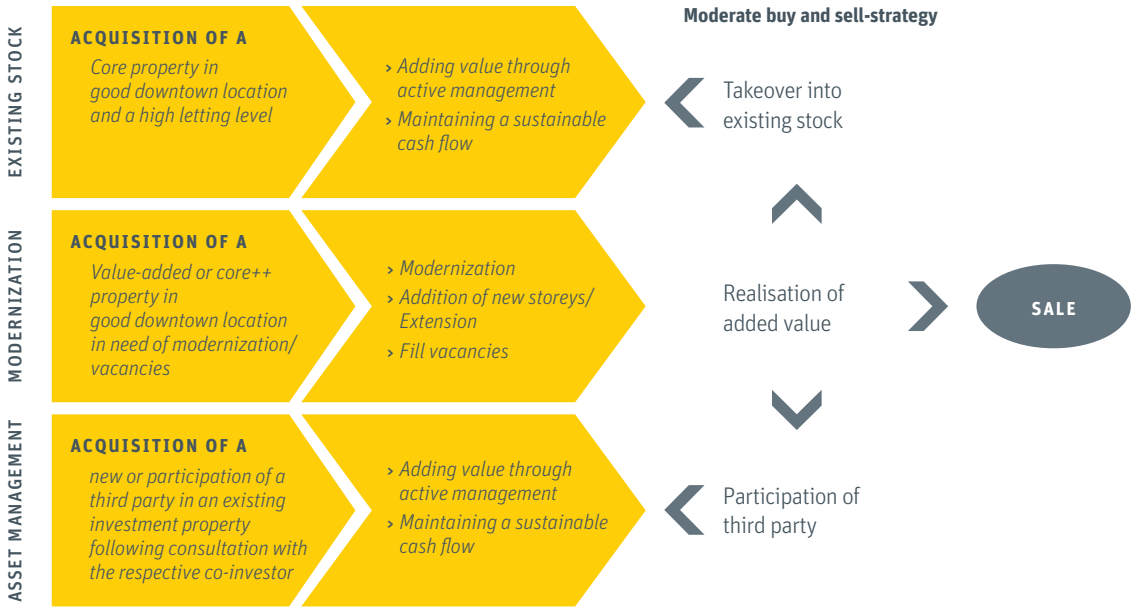 Moderate buy and sell-strategy
EXISTING STOCK
ACQUISITION OF A
Core property in
good downtown location
and a high letting level
› Adding value through
active management
› Maintaining a sustainable
cash flow
Takeover into
existing stock
MODERNIZATION
ACQUISITION OF A
Value-added or core++
property in
good downtown location
in need of modernization/
vacancies
› Modernization
› Addition of new storeys/
Extension
› Fill vacancies
Realisation of
added value
SALE
ASSET MANAGEMENT
ACQUISITION OF A
new or participation of a
third party in an existing
investment property
following consultation with
the respective co-investor
› Adding value through
active management
› Maintaining a sustainable
cash flow
Participation of
third party